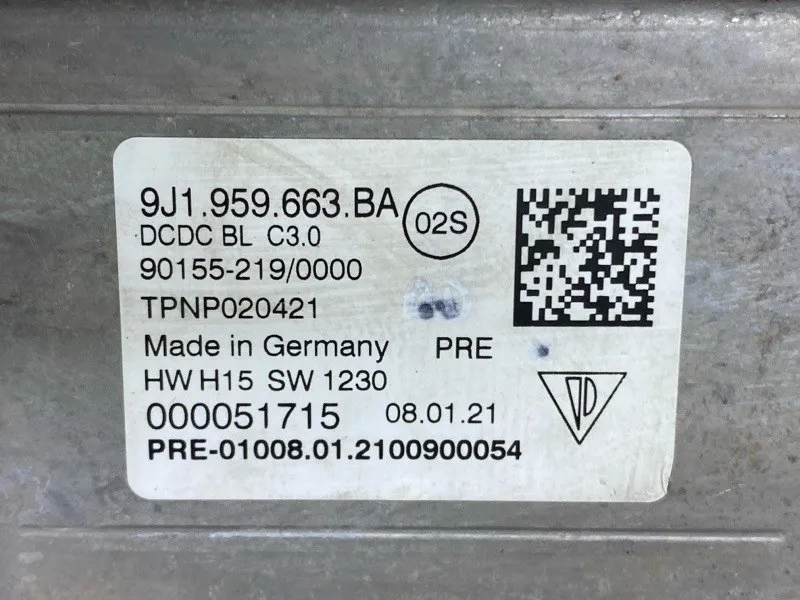 9J1.959.663.BA
02S
DCDC BL C3.0
90155-219/0000
TPNP020421
Made in Germany PRE
HW H15 SW 1230
000051715 08.01.21
PRE-01008.01.2100900054